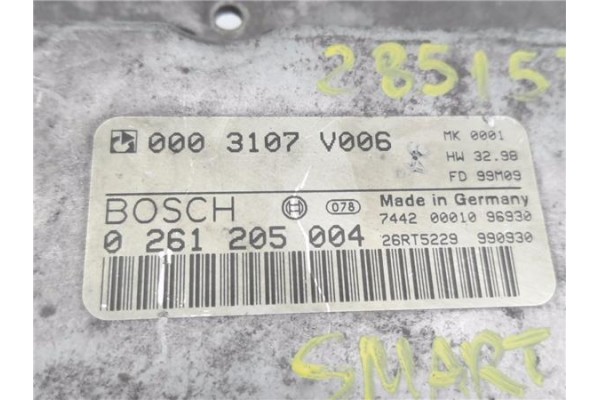 28515
000 3107 V006
MK 0001
HW 32.98
FD 99M09
BOSCH 078 Made in Germany
7442 00010 96930
0 261 205 004 26RT5229 990930
SMART